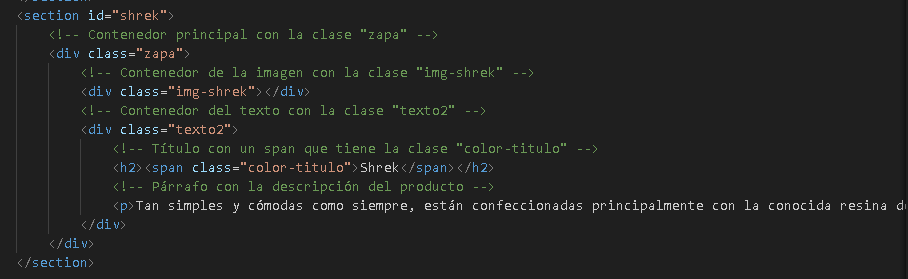 </section>
<section id="shrek">
<!-- Contenedor principal con la clase "zapa" -->
<div class="zapa">
<!-- Contenedor de la imagen con la clase "img-shrek" -->
<div class="img-shrek"></div>
<!-- Contenedor del texto con la clase "texto2" -->
<div class="texto2">
<!-- Título con un span que tiene la clase "color-titulo" -->
<h2><span class="color-titulo">Shrek</span></h2>
<!-- Párrafo con la descripción del producto -->
<p>Tan simples y cómodas como siempre, están confeccionadas principalmente con la conocida resina
</div>
</div>
</section>